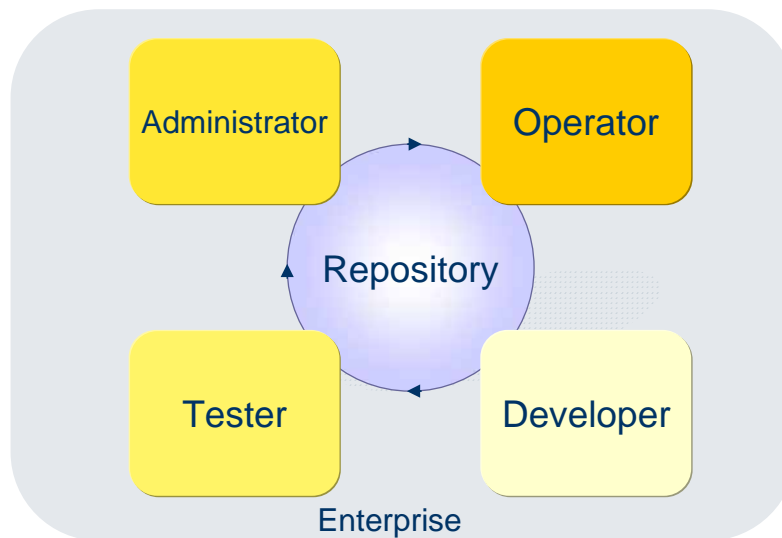 Administrator
Operator
Repository
Tester
Developer
Enterprise